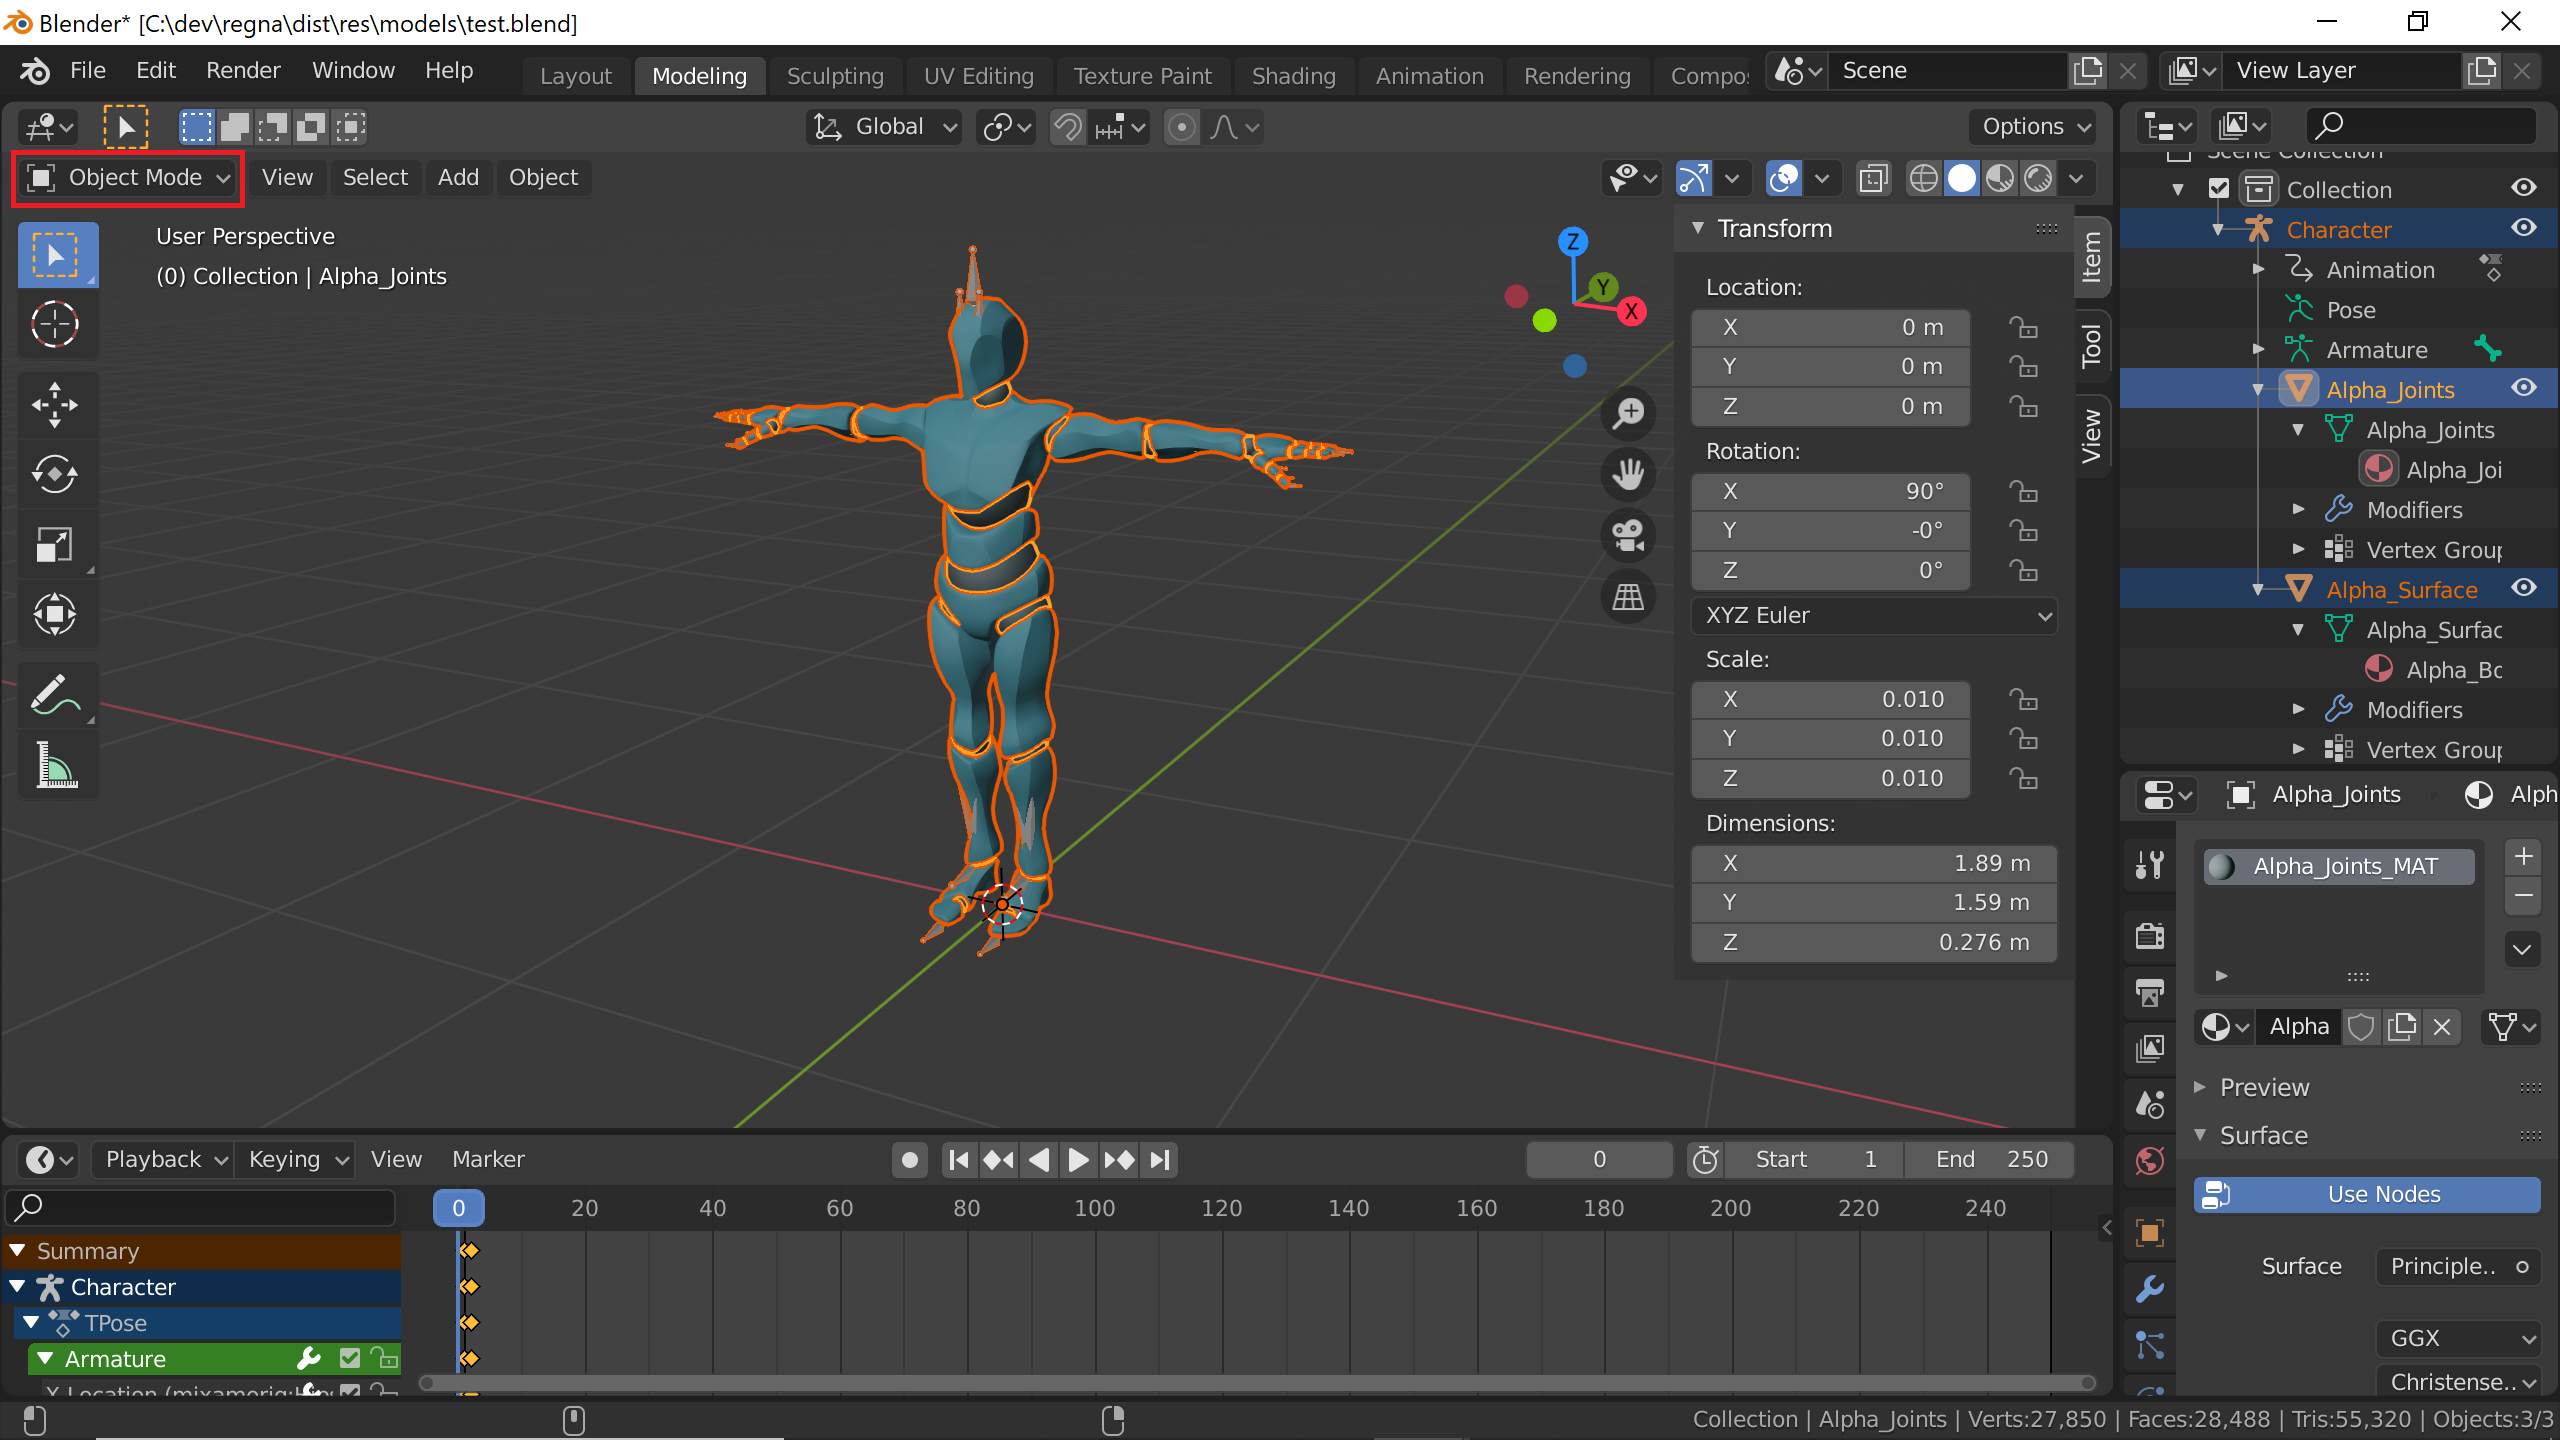 Blender* [C:\dev\regna\dist\res\models\test.blend]
File Edit Render Window Help
Layout Modeling Sculpting UV Editing Texture Paint Shading Animation Rendering Compos
Scene
View Layer
Global
Options
Object Mode View Select Add Object
User Perspective
(0) Collection | Alpha_Joints
Z
Y
X
Item
Tool
View
Transform
Location:
X 0 m
Y 0 m
Z 0 m
Rotation:
X 90°
Y -0°
Z 0°
XYZ Euler
Scale:
X 0.010
Y 0.010
Z 0.010
Dimensions:
X 1.89 m
Y 1.59 m
Z 0.276 m
Scene Collection
Collection
Character
Animation
Pose
Armature
Alpha_Joints
Alpha_Joints
Alpha_Joi
Modifiers
Vertex Group
Alpha_Surface
Alpha_Surfac
Alpha_Bo
Modifiers
Vertex Group
Alpha_Joints Alph
Alpha_Joints_MAT
Alpha
Preview
Surface
Use Nodes
Surface Principle..
GGX
Christense..
Playback Keying View Marker
0
Start 1
End 250
0 20 40 60 80 100 120 140 160 180 200 220 240
Summary
Character
TPose
Armature
X Location (mixamorig:Hips
Collection | Alpha_Joints | Verts:27,850 | Faces:28,488 | Tris:55,320 | Objects:3/3